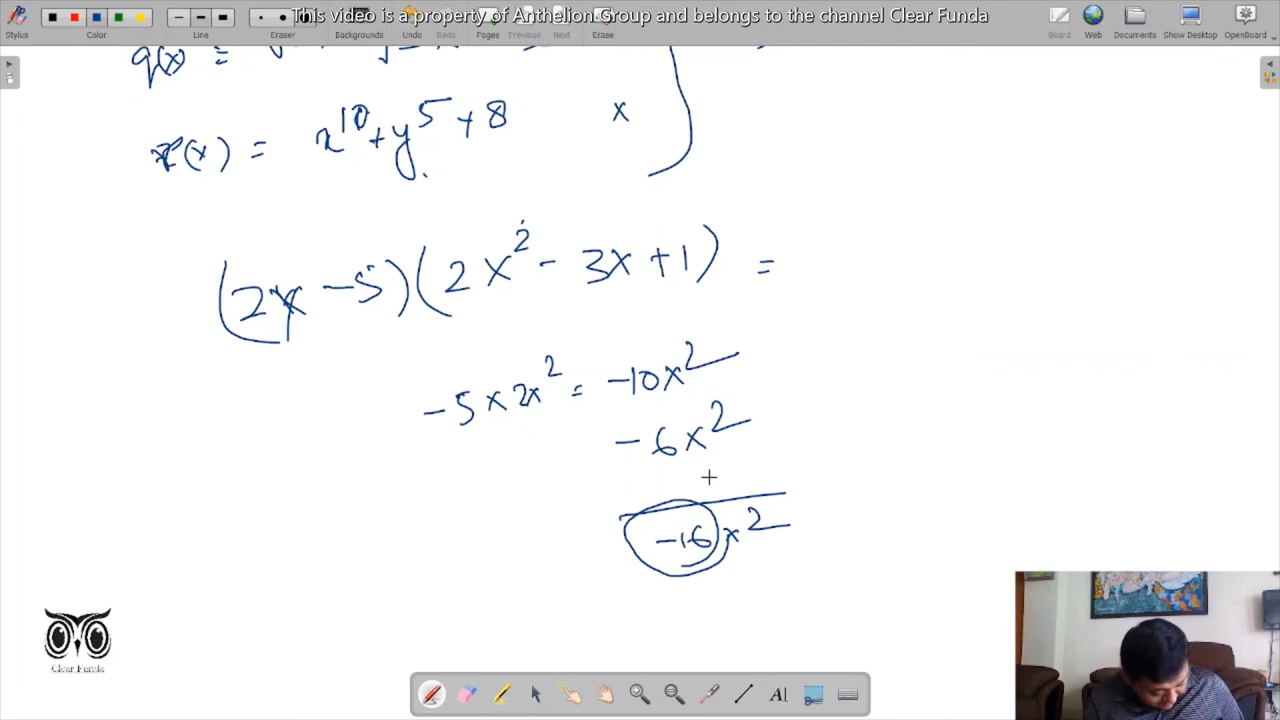 This video is a property of Anthelion Group and belongs to the channel Clear Funda
Stylus Color Line Eraser Backgrounds Undo Redo Pages Previous Next Erase Board Web Documents Show Desktop OpenBoard
q(x) =
r(x) = x¹⁰ + y⁵ + 8 x
(2x - 5)(2x² - 3x + 1) =
-5 × 2x² = -10x²
-6x²
-16x²
Clear Funda